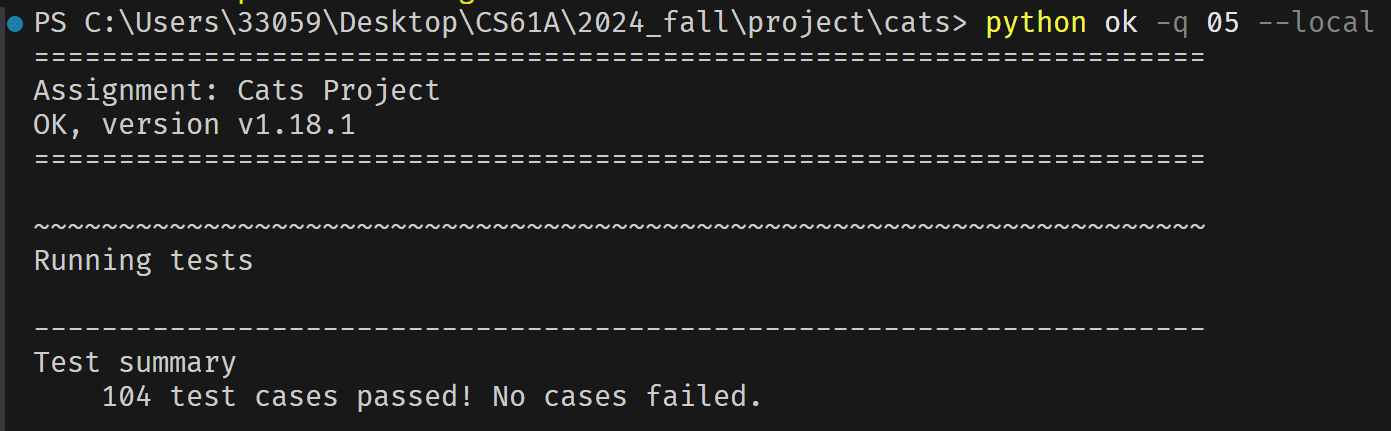 PS C:\Users\33059\Desktop\CS61A\2024_fall\project\cats> python ok -q 05 --local
=====================================================================
Assignment: Cats Project
OK, version v1.18.1
=====================================================================
~~~~~~~~~~~~~~~~~~~~~~~~~~~~~~~~~~~~~~~~~~~~~~~~~~~~~~~~~~~~~~~~~~~~~
Running tests
---------------------------------------------------------------------
Test summary
    104 test cases passed! No cases failed.